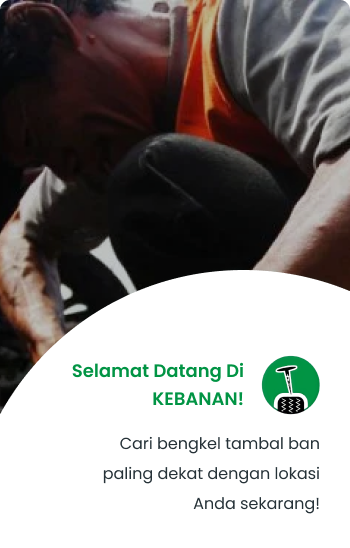 Selamat Datang Di
KEBANAN!
Cari bengkel tambal ban
paling dekat dengan lokasi
Anda sekarang!